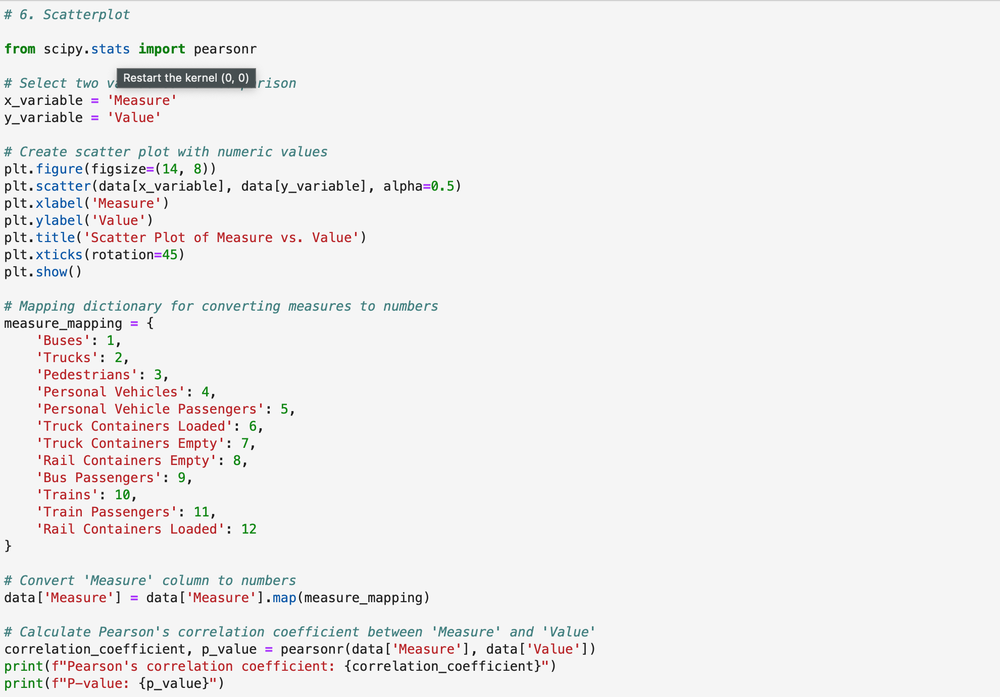 # 6. Scatterplot
from scipy.stats import pearsonr
Restart the kernel (0, 0)
# Select two
x_variable = 'Measure'
y_variable = 'Value'
# Create scatter plot with numeric values
plt.figure(figsize=(14, 8))
plt.scatter(data[x_variable], data[y_variable], alpha=0.5)
plt.xlabel('Measure')
plt.ylabel('Value')
plt.title('Scatter Plot of Measure vs. Value')
plt.xticks(rotation=45)
plt.show()
# Mapping dictionary for converting measures to numbers
measure_mapping = {
    'Buses': 1,
    'Trucks': 2,
    'Pedestrians': 3,
    'Personal Vehicles': 4,
    'Personal Vehicle Passengers': 5,
    'Truck Containers Loaded': 6,
    'Truck Containers Empty': 7,
    'Rail Containers Empty': 8,
    'Bus Passengers': 9,
    'Trains': 10,
    'Train Passengers': 11,
    'Rail Containers Loaded': 12
}
# Convert 'Measure' column to numbers
data['Measure'] = data['Measure'].map(measure_mapping)
# Calculate Pearson's correlation coefficient between 'Measure' and 'Value'
correlation_coefficient, p_value = pearsonr(data['Measure'], data['Value'])
print(f"Pearson's correlation coefficient: {correlation_coefficient}")
print(f"P-value: {p_value}")